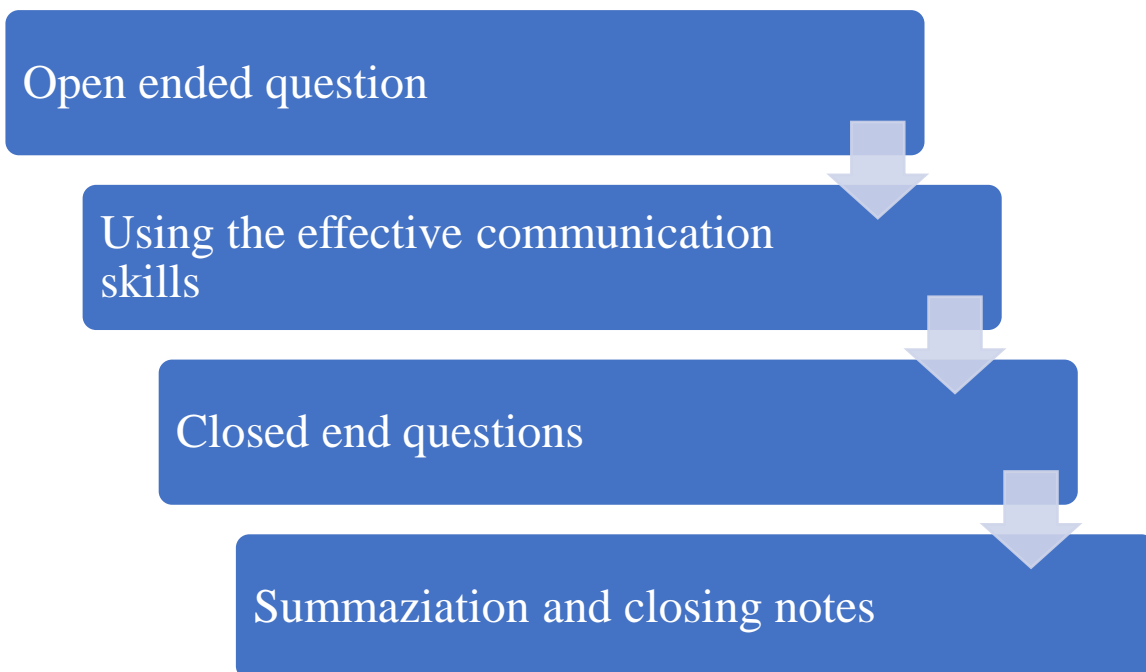 Open ended question
Using the effective communication
skills
Closed end questions
Summaziation and closing notes